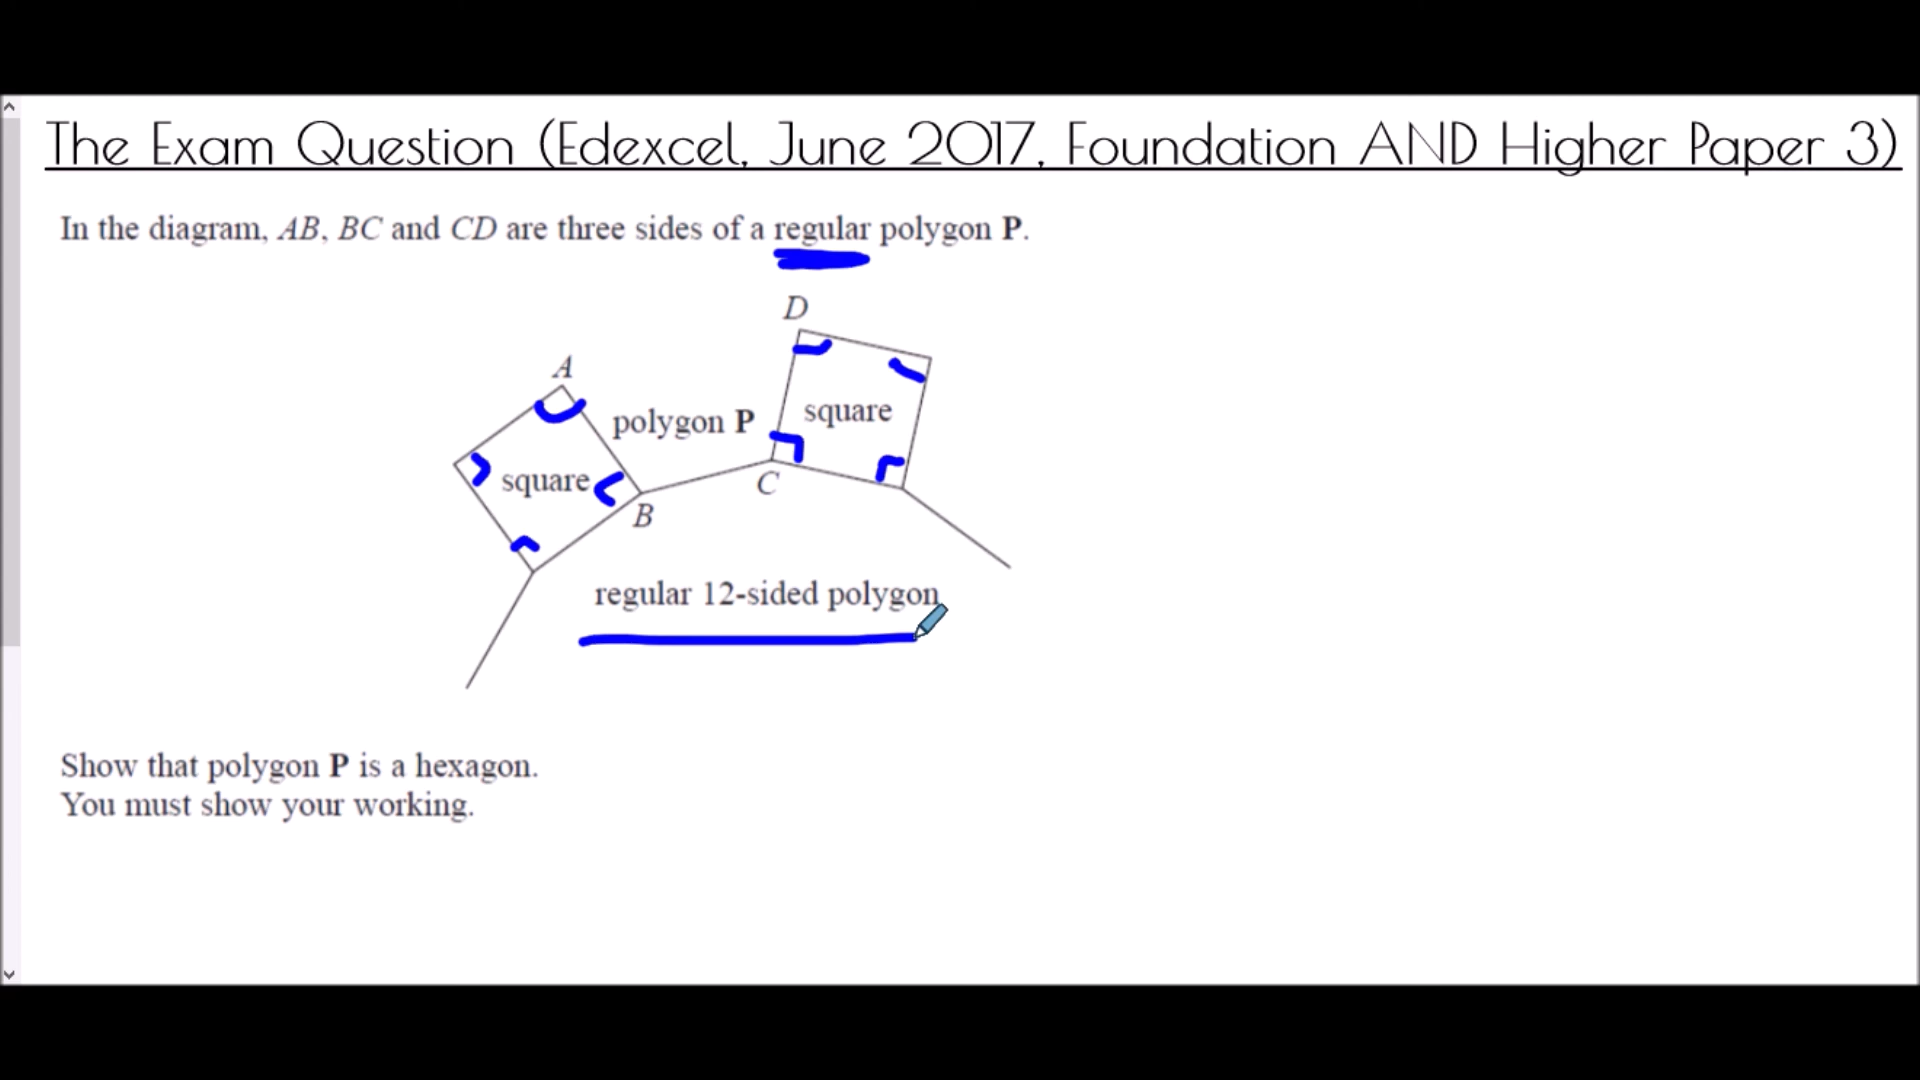 The Exam Question (Edexcel, June 2017, Foundation AND Higher Paper 3)
In the diagram, AB, BC and CD are three sides of a regular polygon P.
D
A
polygon P
square
square
C
B
regular 12-sided polygon
Show that polygon P is a hexagon.
You must show your working.